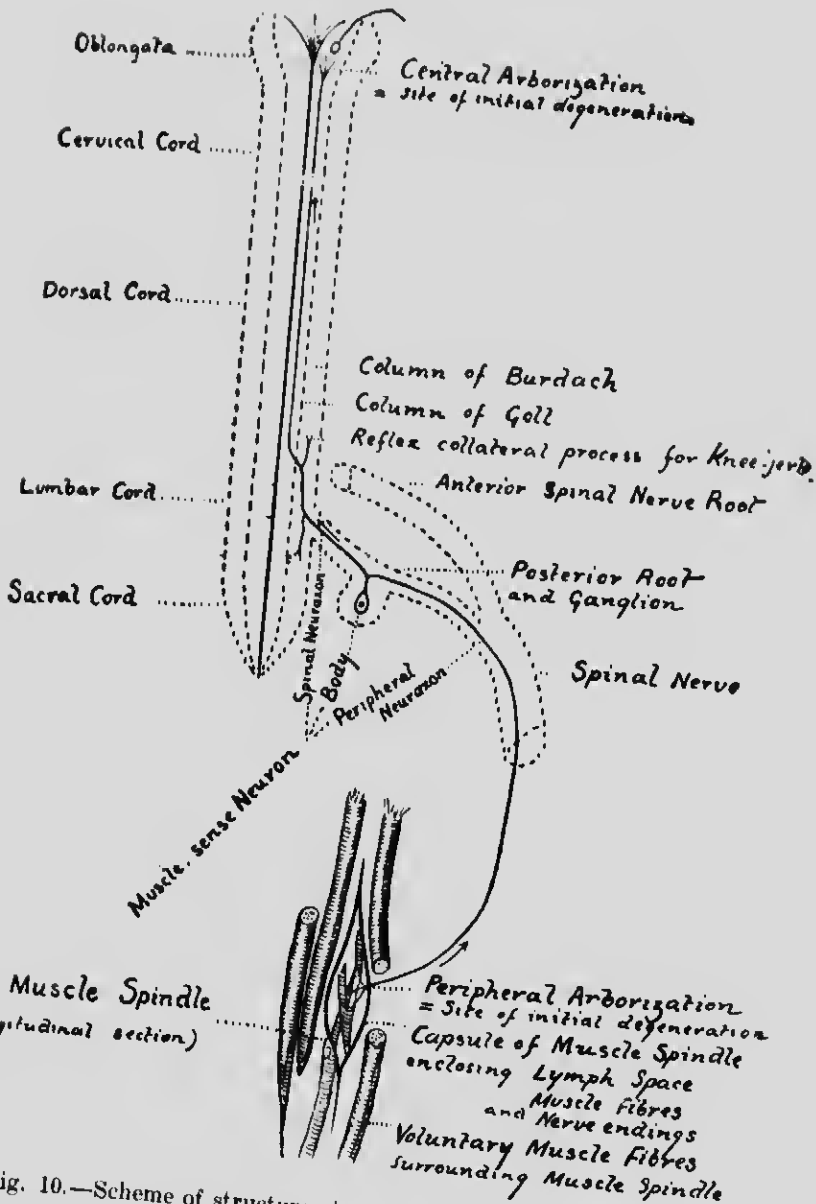 Oblongata
Central Arborization
= Site of initial degeneration
Cervical Cord
Dorsal Cord
Column of Burdach
Column of Goll
Reflex collateral process for Knee-jerk.
Anterior Spinal Nerve Root
Lumbar Cord
Posterior Root
and Ganglion
Sacral Cord
Spinal Nerve
Spinal Neuraxon
Body
Peripheral
Neuraxon
Muscle-sense Neuron
Muscle Spindle
gitudinal section)
Peripheral Arborization
= Site of initial degeneration
Capsule of Muscle Spindle
enclosing Lymph Space
Muscle Fibres
and Nerve endings
Voluntary Muscle Fibres
surrounding Muscle Spindle
ig. 10.—Scheme of structure